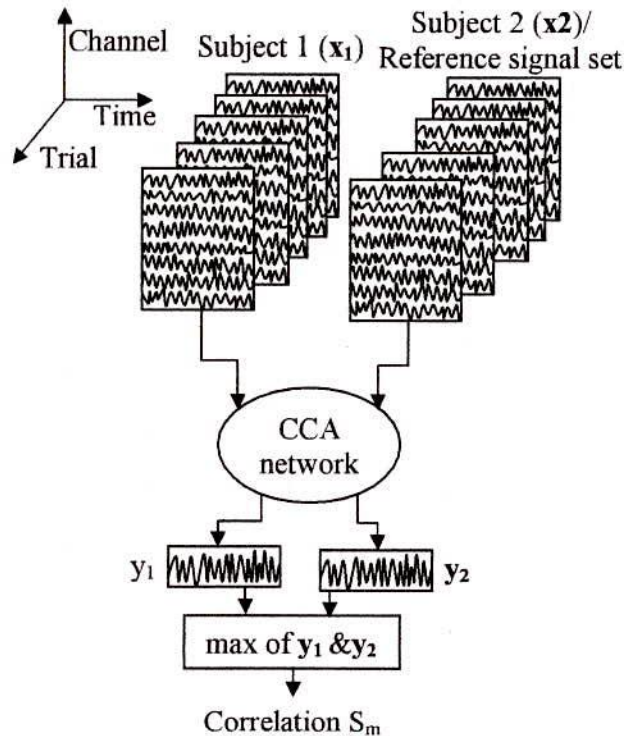 Channel
Time
Trial
Subject 1 (x₁)
Subject 2 (x2)/
Reference signal set
CCA
network
y₁
y₂
max of y₁ &y₂
Correlation Sₘ